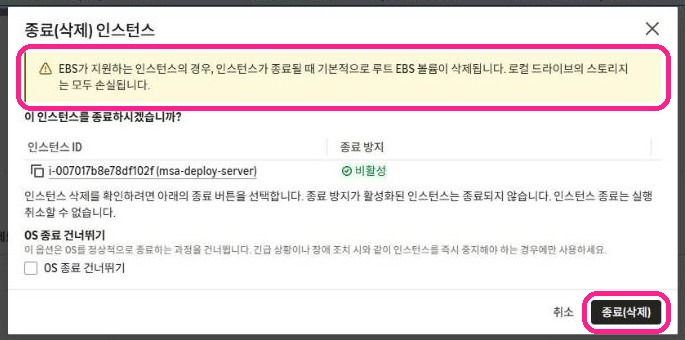 종료(삭제) 인스턴스
EBS가 지원하는 인스턴스의 경우, 인스턴스가 종료될 때 기본적으로 루트 EBS 볼륨이 삭제됩니다. 로컬 드라이브의 스토리지
는 모두 손실됩니다.
이 인스턴스를 종료하시겠습니까?
인스턴스 ID
종료 방지
i-007017b8e78df102f (msa-deploy-server)
비활성
인스턴스 삭제를 확인하려면 아래의 종료 버튼을 선택합니다. 종료 방지가 활성화된 인스턴스는 종료되지 않습니다. 인스턴스 종료는 실행
취소할 수 없습니다.
OS 종료 건너뛰기
이 옵션은 OS를 정상적으로 종료하는 과정을 건너뜁니다. 긴급 상황이나 장애 조치 시와 같이 인스턴스를 즉시 중지해야 하는 경우에만 사용하세요.
OS 종료 건너뛰기
취소
종료(삭제)